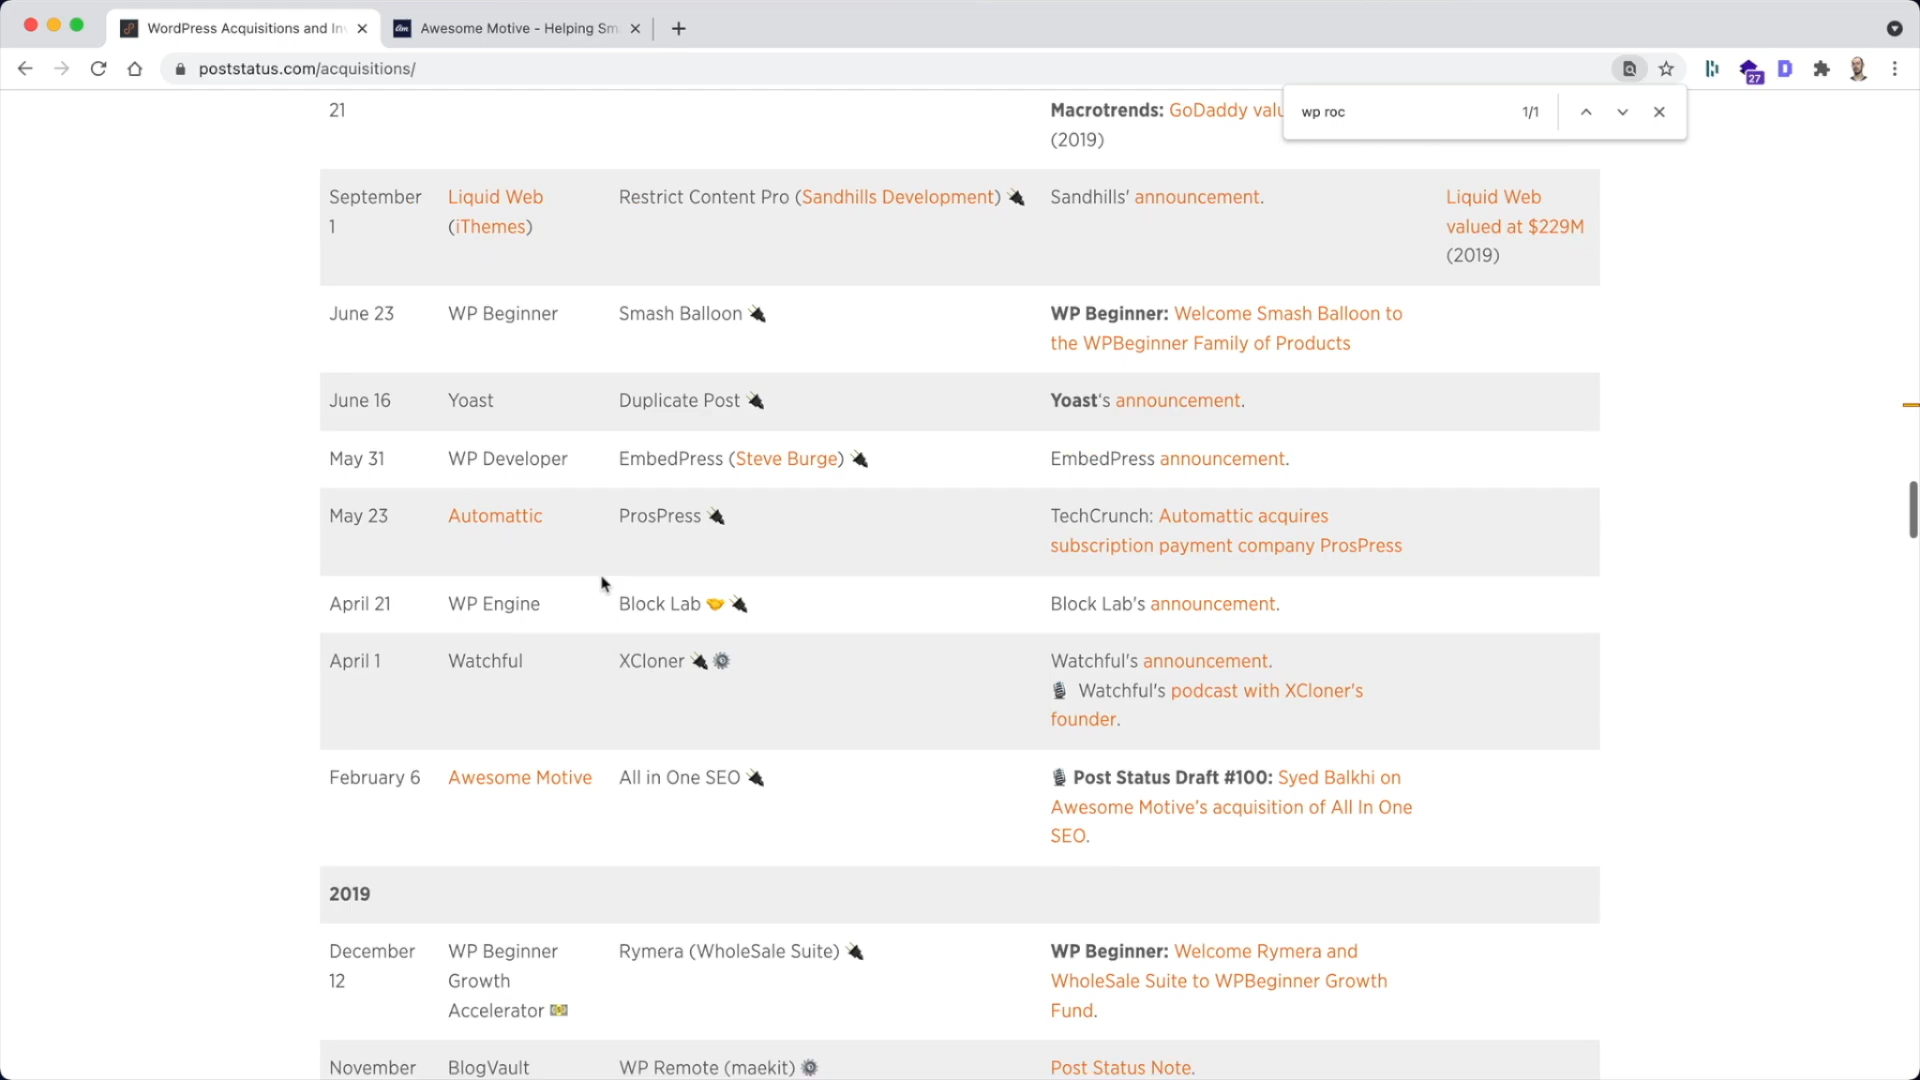 WordPress Acquisitions and In
Awesome Motive - Helping Sm
poststatus.com/acquisitions/
27
wp roc
1/1
21
Macrotrends: GoDaddy valu
(2019)
September
1
Liquid Web
(iThemes)
Restrict Content Pro (Sandhills Development)
Sandhills' announcement.
Liquid Web
valued at $229M
(2019)
June 23
WP Beginner
Smash Balloon
WP Beginner: Welcome Smash Balloon to
the WPBeginner Family of Products
June 16
Yoast
Duplicate Post
Yoast's announcement.
May 31
WP Developer
EmbedPress (Steve Burge)
EmbedPress announcement.
May 23
Automattic
ProsPress
TechCrunch: Automattic acquires
subscription payment company ProsPress
April 21
WP Engine
Block Lab
Block Lab's announcement.
April 1
Watchful
XCloner
Watchful's announcement.
Watchful's podcast with XCloner's
founder.
February 6
Awesome Motive
All in One SEO
Post Status Draft #100: Syed Balkhi on
Awesome Motive's acquisition of All In One
SEO.
2019
December
12
WP Beginner
Growth
Accelerator
Rymera (WholeSale Suite)
WP Beginner: Welcome Rymera and
WholeSale Suite to WPBeginner Growth
Fund.
November
BlogVault
WP Remote (maekit)
Post Status Note.